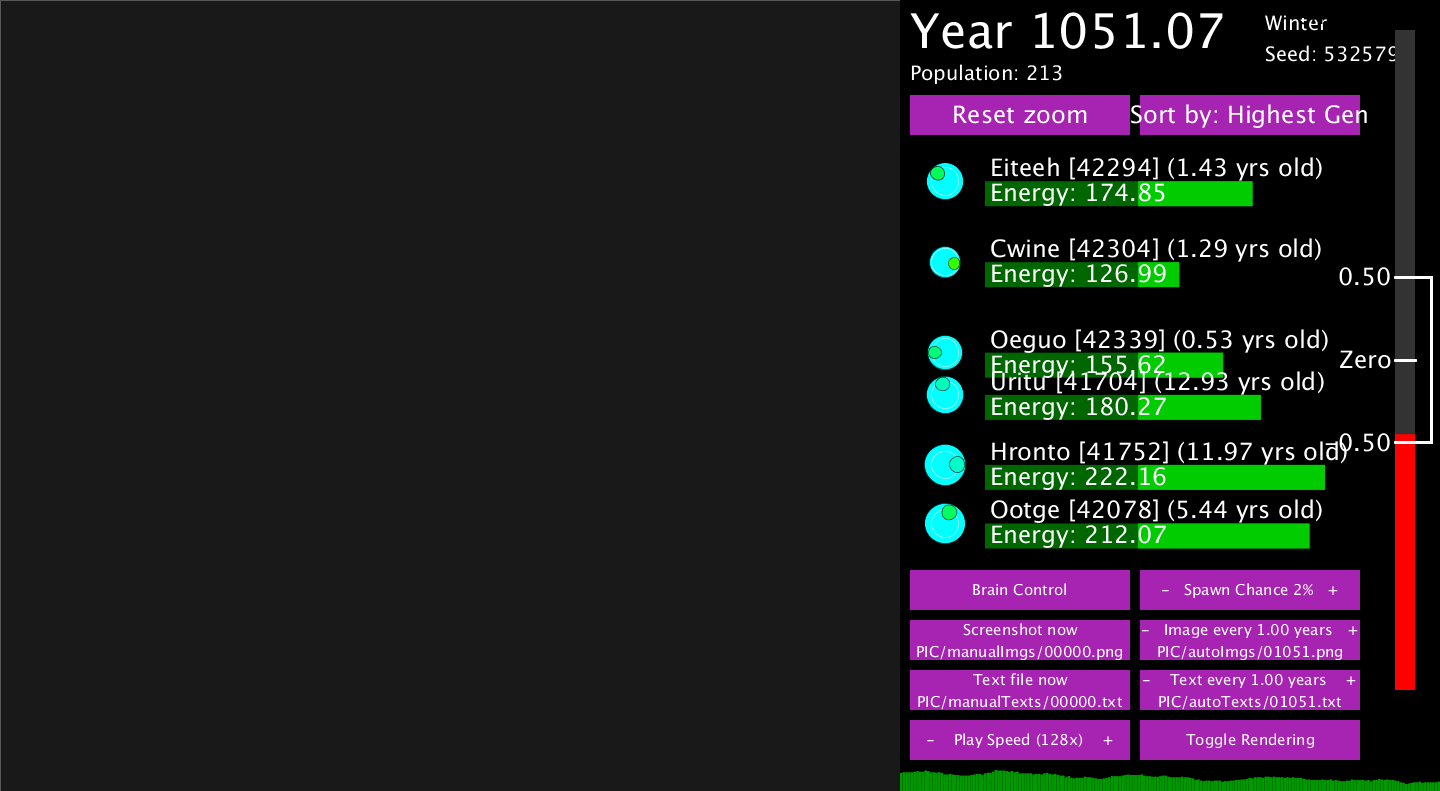 Year 1051.07
Winter
Seed: 532579
Population: 213
Reset zoom
Sort by: Highest Gen
Eiteeh [42294] (1.43 yrs old)
Energy: 174.85
Cwine [42304] (1.29 yrs old)
Energy: 126.99
0.50
Oeguo [42339] (0.53 yrs old)
Energy: 155.62
Zero
Uritu [41704] (12.93 yrs old)
Energy: 180.27
-0.50
Hronto [41752] (11.97 yrs old)
Energy: 222.16
Ootge [42078] (5.44 yrs old)
Energy: 212.07
Brain Control
- Spawn Chance 2% +
Screenshot now
PIC/manualImgs/00000.png
- Image every 1.00 years +
PIC/autoImgs/01051.png
Text file now
PIC/manualTexts/00000.txt
- Text every 1.00 years +
PIC/autoTexts/01051.txt
- Play Speed (128x) +
Toggle Rendering